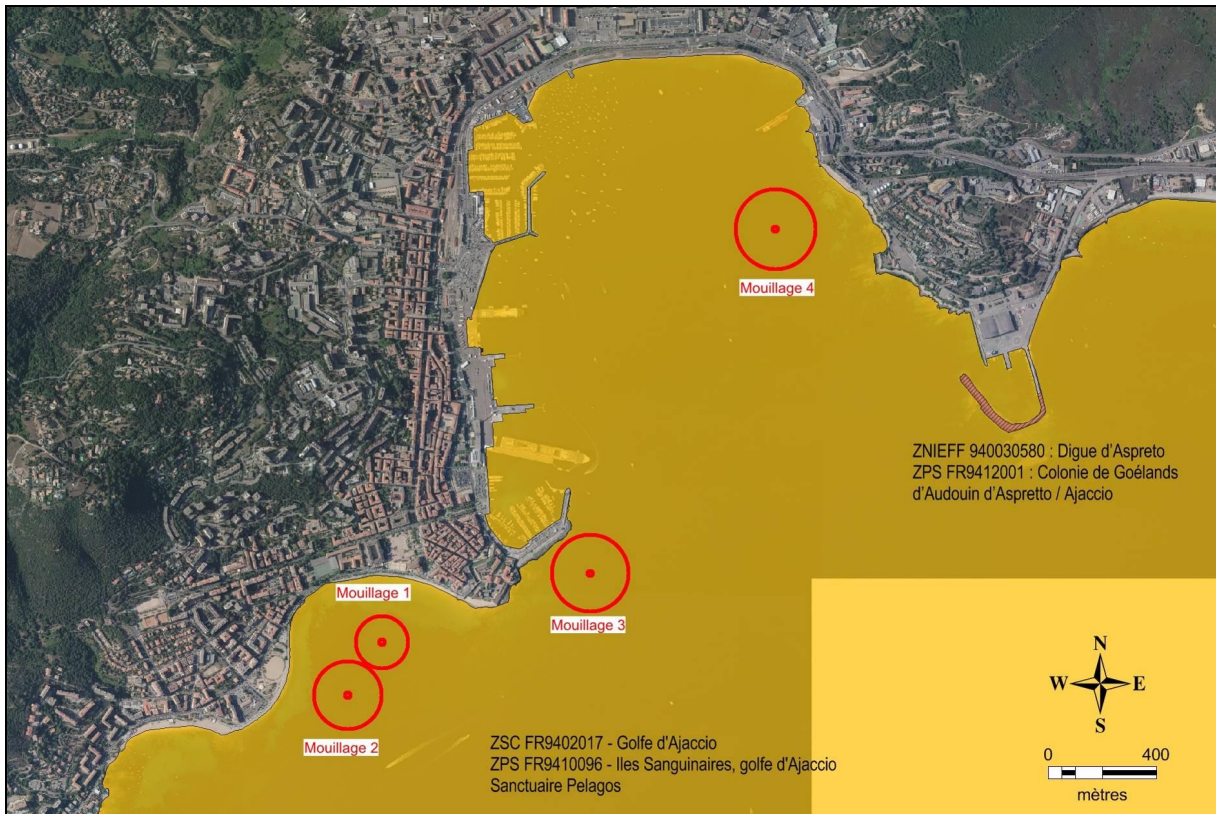 Mouillage 4
ZNIEFF 940030580 : Digue d'Aspreto
ZPS FR9412001 : Colonie de Goélands
d'Audouin d'Aspretto / Ajaccio
Mouillage 1
Mouillage 3
Mouillage 2
ZSC FR9402017 - Golfe d'Ajaccio
ZPS FR9410096 - Iles Sanguinaires, golfe d'Ajaccio
Sanctuaire Pelagos
N
W E
S
0 400
mètres